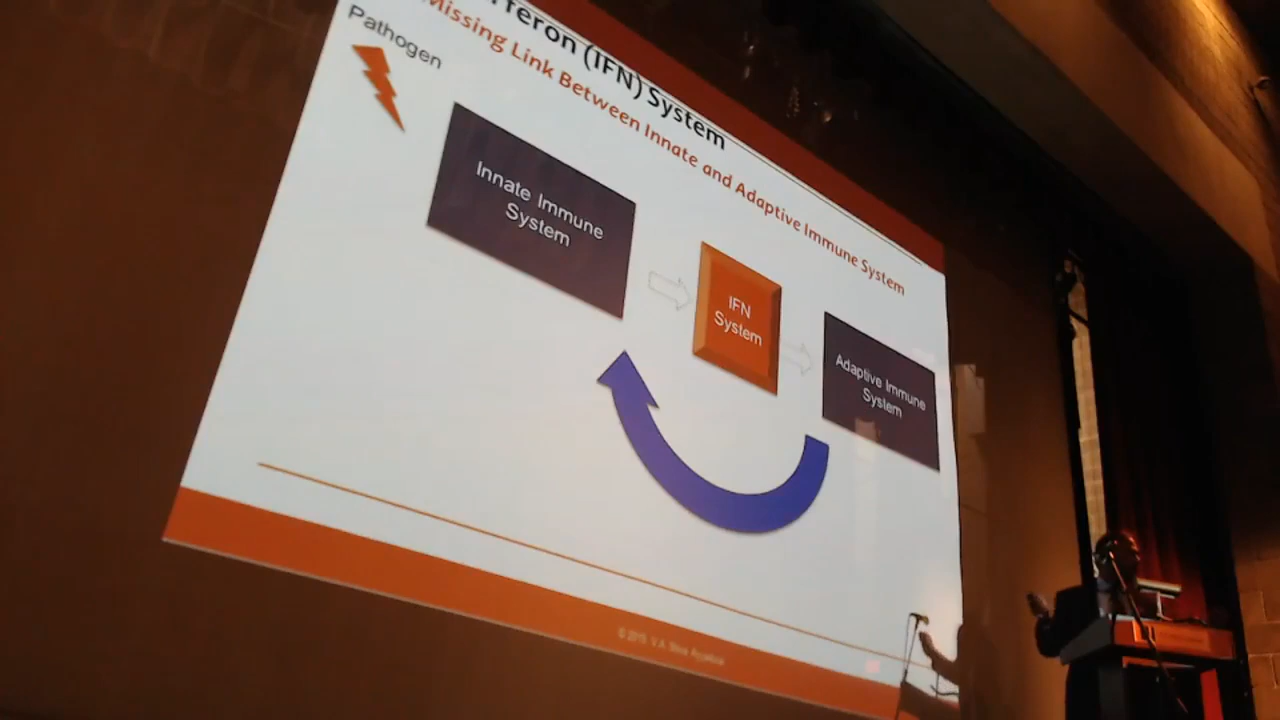 (IFN) System
Missing Link Between Innate and Adaptive Immune System
Pathogen
Innate Immune
System
IFN
System
Adaptive Immune
System